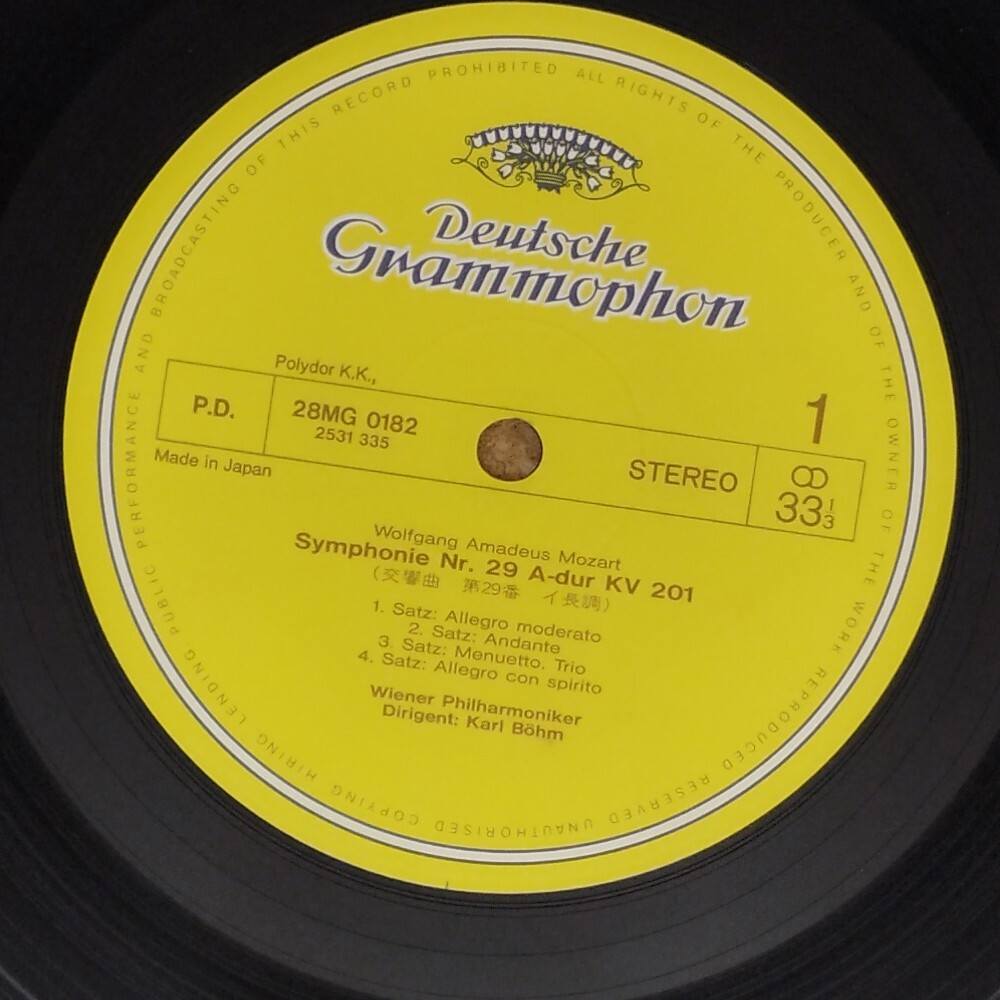 ALL RIGHTS OF THE PRODUCER AND OF THE OWNER OF THE WORK REPRODUCED RESERVED UNAUTHORISED COPYING HIRING LENDING PUBLIC PERFORMANCE AND BROADCASTING OF THIS RECORD PROHIBITED
Deutsche
Grammophon
Polydor K.K.,
1
P.D.
28MG 0182
2531 335
STEREO
33 1/3
Made in Japan
Wolfgang Amadeus Mozart
Symphonie Nr. 29 A-dur KV 201
(交響曲 第29番 イ長調)
1. Satz: Allegro moderato
2. Satz: Andante
3. Satz: Menuetto. Trio
4. Satz: Allegro con spirito
Wiener Philharmoniker
Dirigent: Karl Böhm